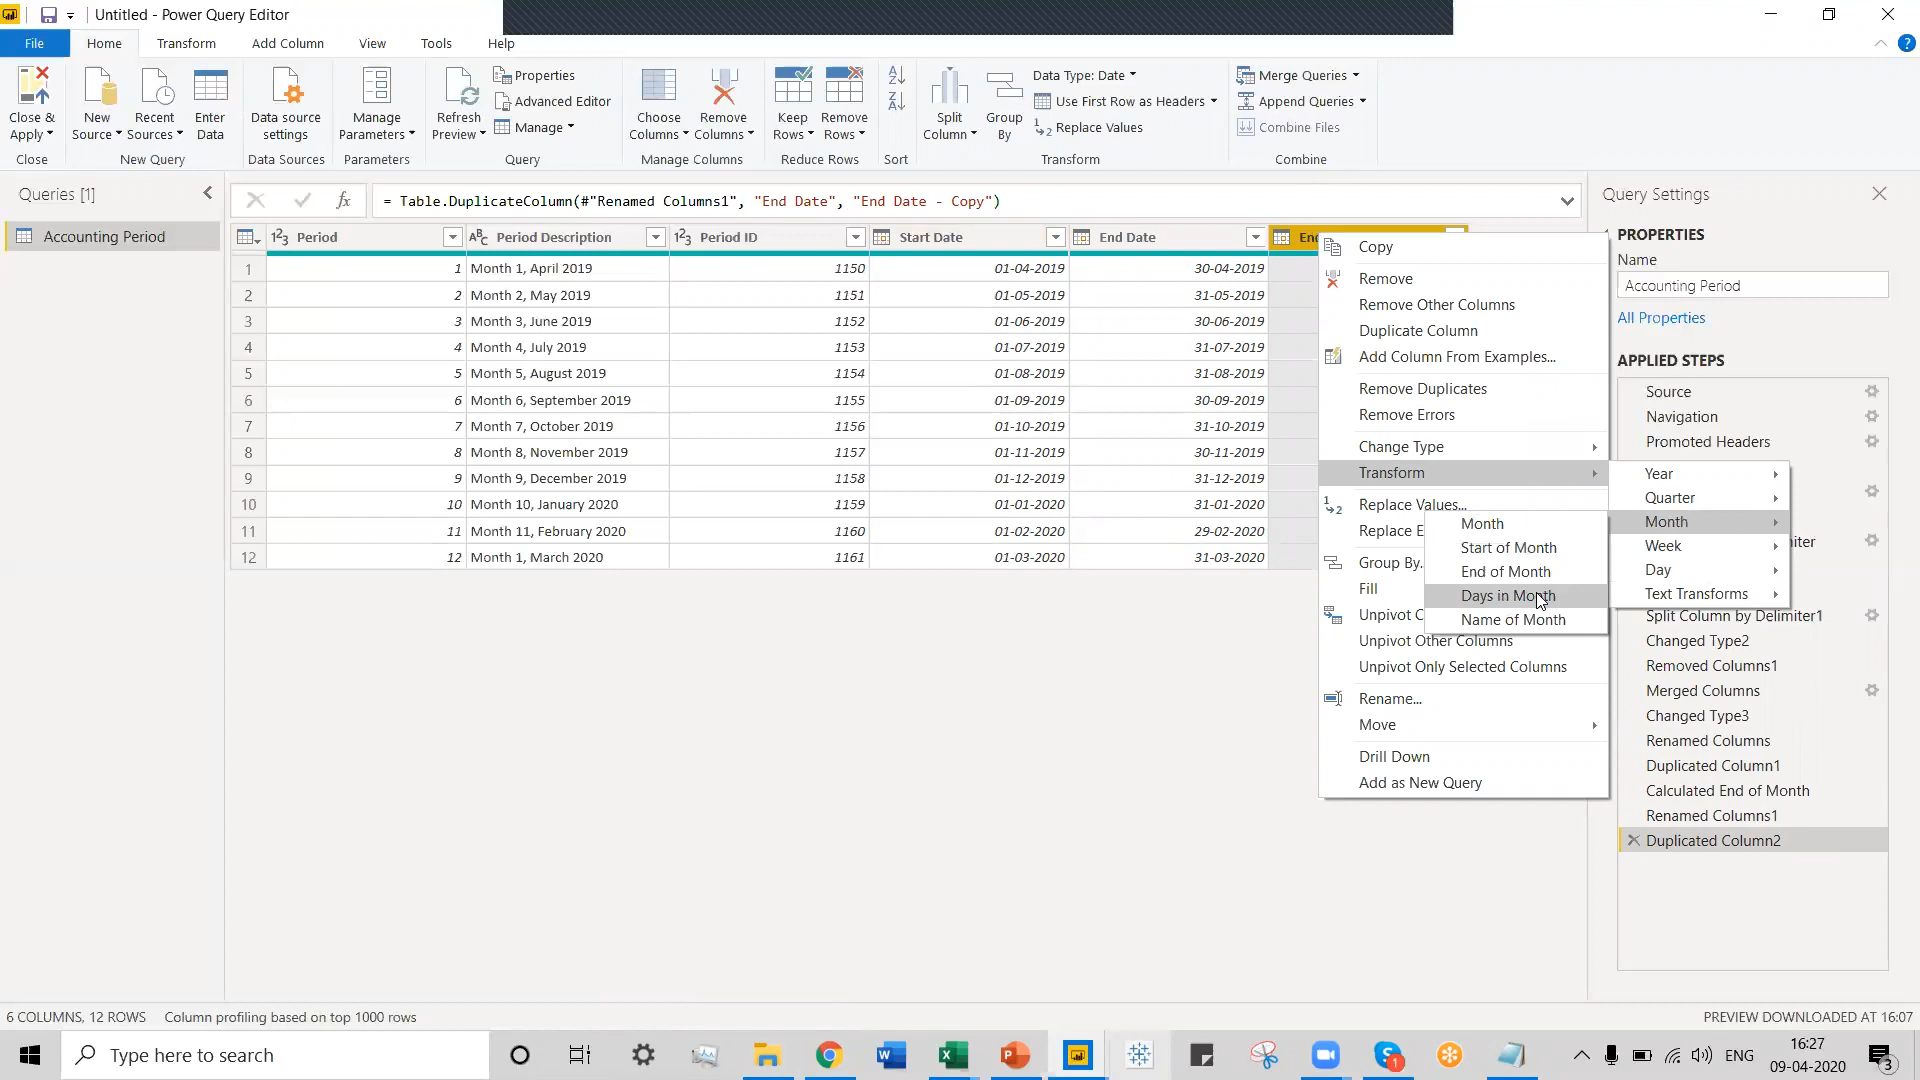 Untitled - Power Query Editor
File Home Transform Add Column View Tools Help
Close & Apply
New Source
Recent Sources
Enter Data
Data source settings
Manage Parameters
Refresh Preview
Properties
Advanced Editor
Manage
Choose Columns
Remove Columns
Keep Rows
Remove Rows
Split Column
Group By
Data Type: Date
Use First Row as Headers
Replace Values
Merge Queries
Append Queries
Combine Files
Close New Query Data Sources Parameters Query Manage Columns Reduce Rows Sort Transform Combine
Queries [1]
Accounting Period
= Table.DuplicateColumn(#"Renamed Columns1", "End Date", "End Date - Copy")
Period Period Description Period ID Start Date End Date
1 1 Month 1, April 2019 1150 01-04-2019 30-04-2019
2 2 Month 2, May 2019 1151 01-05-2019 31-05-2019
3 3 Month 3, June 2019 1152 01-06-2019 30-06-2019
4 4 Month 4, July 2019 1153 01-07-2019 31-07-2019
5 5 Month 5, August 2019 1154 01-08-2019 31-08-2019
6 6 Month 6, September 2019 1155 01-09-2019 30-09-2019
7 7 Month 7, October 2019 1156 01-10-2019 31-10-2019
8 8 Month 8, November 2019 1157 01-11-2019 30-11-2019
9 9 Month 9, December 2019 1158 01-12-2019 31-12-2019
10 10 Month 10, January 2020 1159 01-01-2020 31-01-2020
11 11 Month 11, February 2020 1160 01-02-2020 29-02-2020
12 12 Month 1, March 2020 1161 01-03-2020 31-03-2020
Copy
Remove
Remove Other Columns
Duplicate Column
Add Column From Examples...
Remove Duplicates
Remove Errors
Change Type
Transform
Replace Values...
Replace E
Group By.
Fill
Unpivot C
Unpivot Other Columns
Unpivot Only Selected Columns
Rename...
Move
Drill Down
Add as New Query
Year
Quarter
Month
Week
Day
Text Transforms
Month
Start of Month
End of Month
Days in Month
Name of Month
Query Settings
PROPERTIES
Name
Accounting Period
All Properties
APPLIED STEPS
Source
Navigation
Promoted Headers
Split Column by Delimiter1
Changed Type2
Removed Columns1
Merged Columns
Changed Type3
Renamed Columns
Duplicated Column1
Calculated End of Month
Renamed Columns1
Duplicated Column2
6 COLUMNS, 12 ROWS Column profiling based on top 1000 rows PREVIEW DOWNLOADED AT 16:07
Type here to search
ENG
16:27
09-04-2020
3